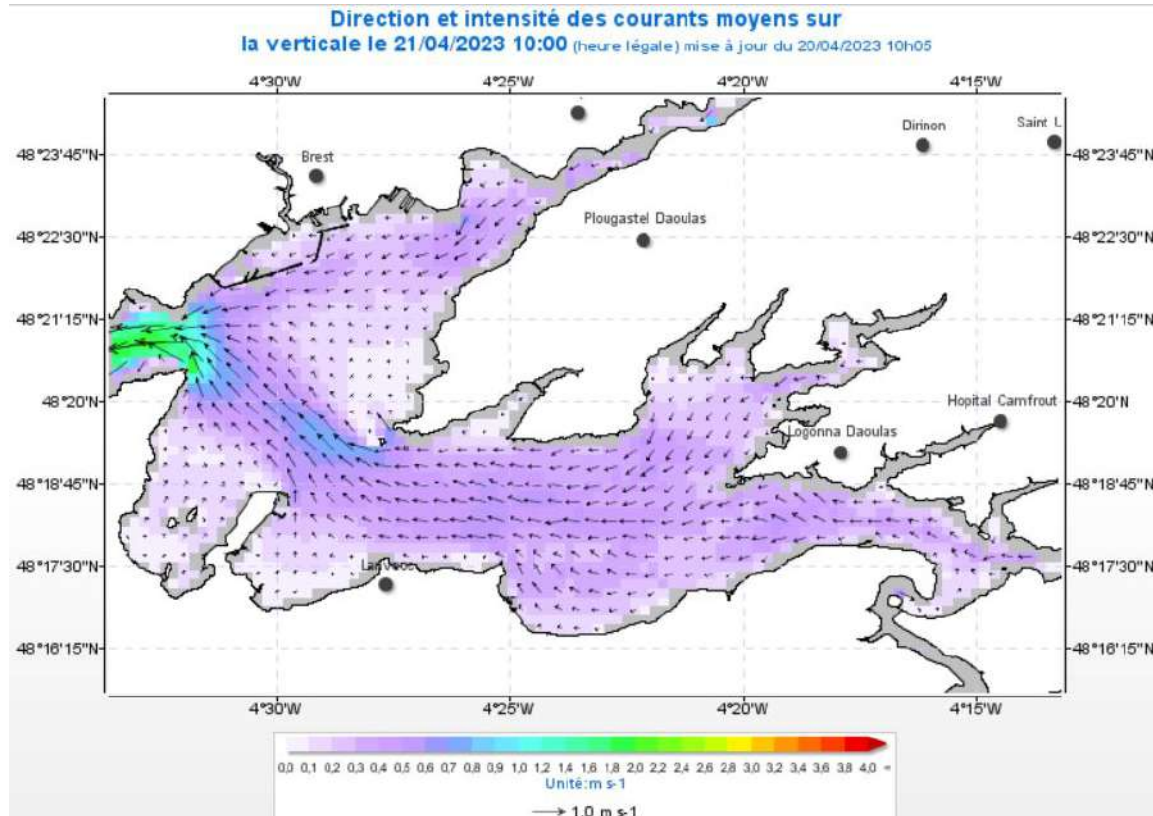 Direction et intensité des courants moyens sur
la verticale le 21/04/2023 10:00 (heure légale) mise à jour du 20/04/2023 10h05
4°30'W 4°25'W 4°20'W 4°15'W
Dirinon Saint L
48°23'45"N Brest 48°23'45"N
Plougastel Daoulas
48°22'30"N 48°22'30"N
48°21'15"N 48°21'15"N
48°20'N Hopital Camfrout 48°20'N
Logonna Daoulas
48°18'45"N 48°18'45"N
48°17'30"N 48°17'30"N
48°16'15"N 48°16'15"N
4°30'W 4°25'W 4°20'W 4°15'W
0,0 0,1 0,2 0,3 0,4 0,5 0,6 0,7 0,8 0,9 1,0 1,2 1,4 1,6 1,8 2,0 2,2 2,4 2,6 2,8 3,0 3,2 3,4 3,6 3,8 4,0
Unité:m s-1
1.0 m s-1